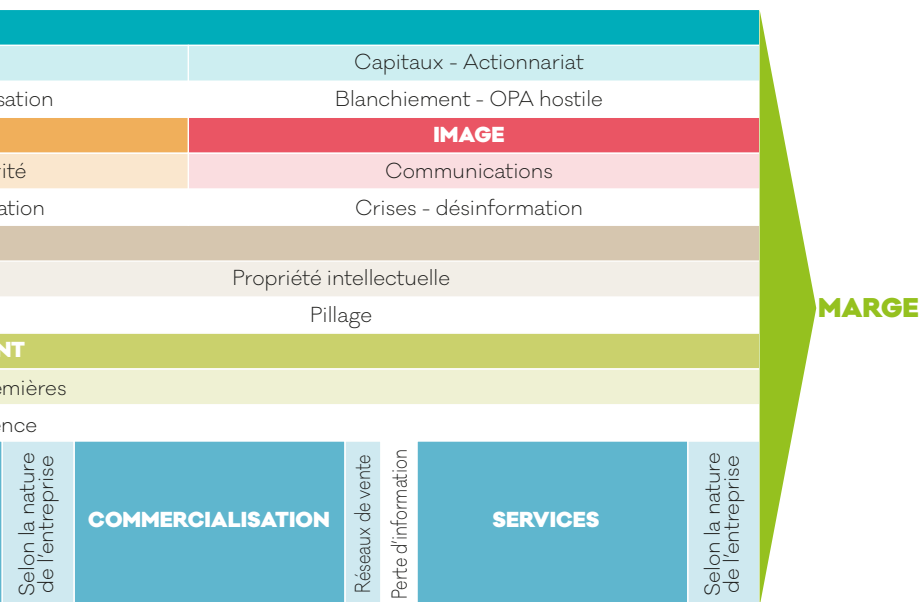 Capitaux - Actionnariat
sation
Blanchiement - OPA hostile
IMAGE
ité
Communications
ation
Crises - désinformation
Propriété intellectuelle
Pillage
MARGE
NT
emières
ence
Selon la nature
de l'entreprise
COMMERCIALISATION
Réseaux de vente
Perte d'information
SERVICES
Selon la nature
de l'entreprise